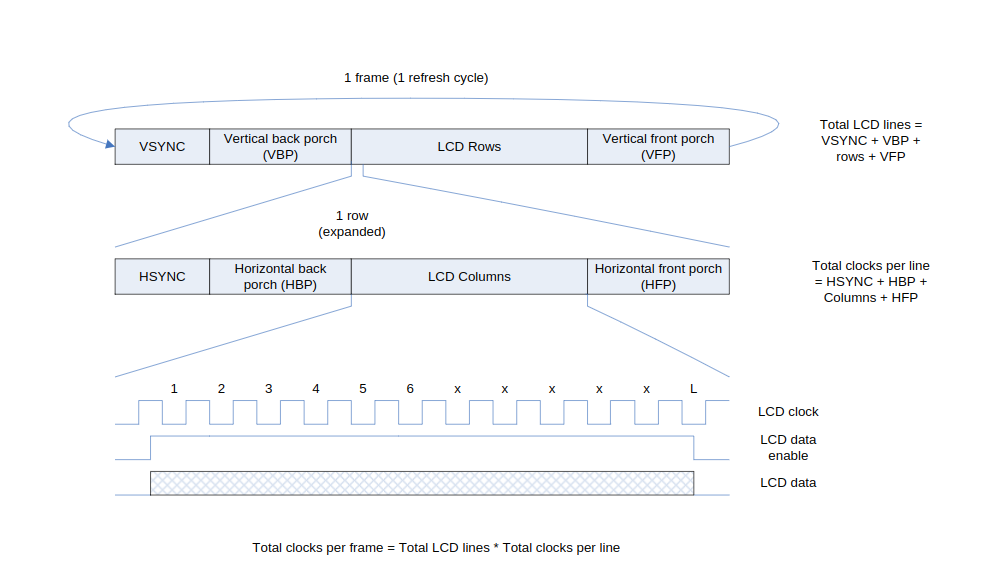 1 frame (1 refresh cycle)
VSYNC
Vertical back porch
(VBP)
LCD Rows
Vertical front porch
(VFP)
Total LCD lines =
VSYNC + VBP +
rows + VFP
1 row
(expanded)
HSYNC
Horizontal back
porch (HBP)
LCD Columns
Horizontal front porch
(HFP)
Total clocks per line
= HSYNC + HBP +
Columns + HFP
1 2 3 4 5 6 x x x x x L
LCD clock
LCD data
enable
LCD data
Total clocks per frame = Total LCD lines * Total clocks per line